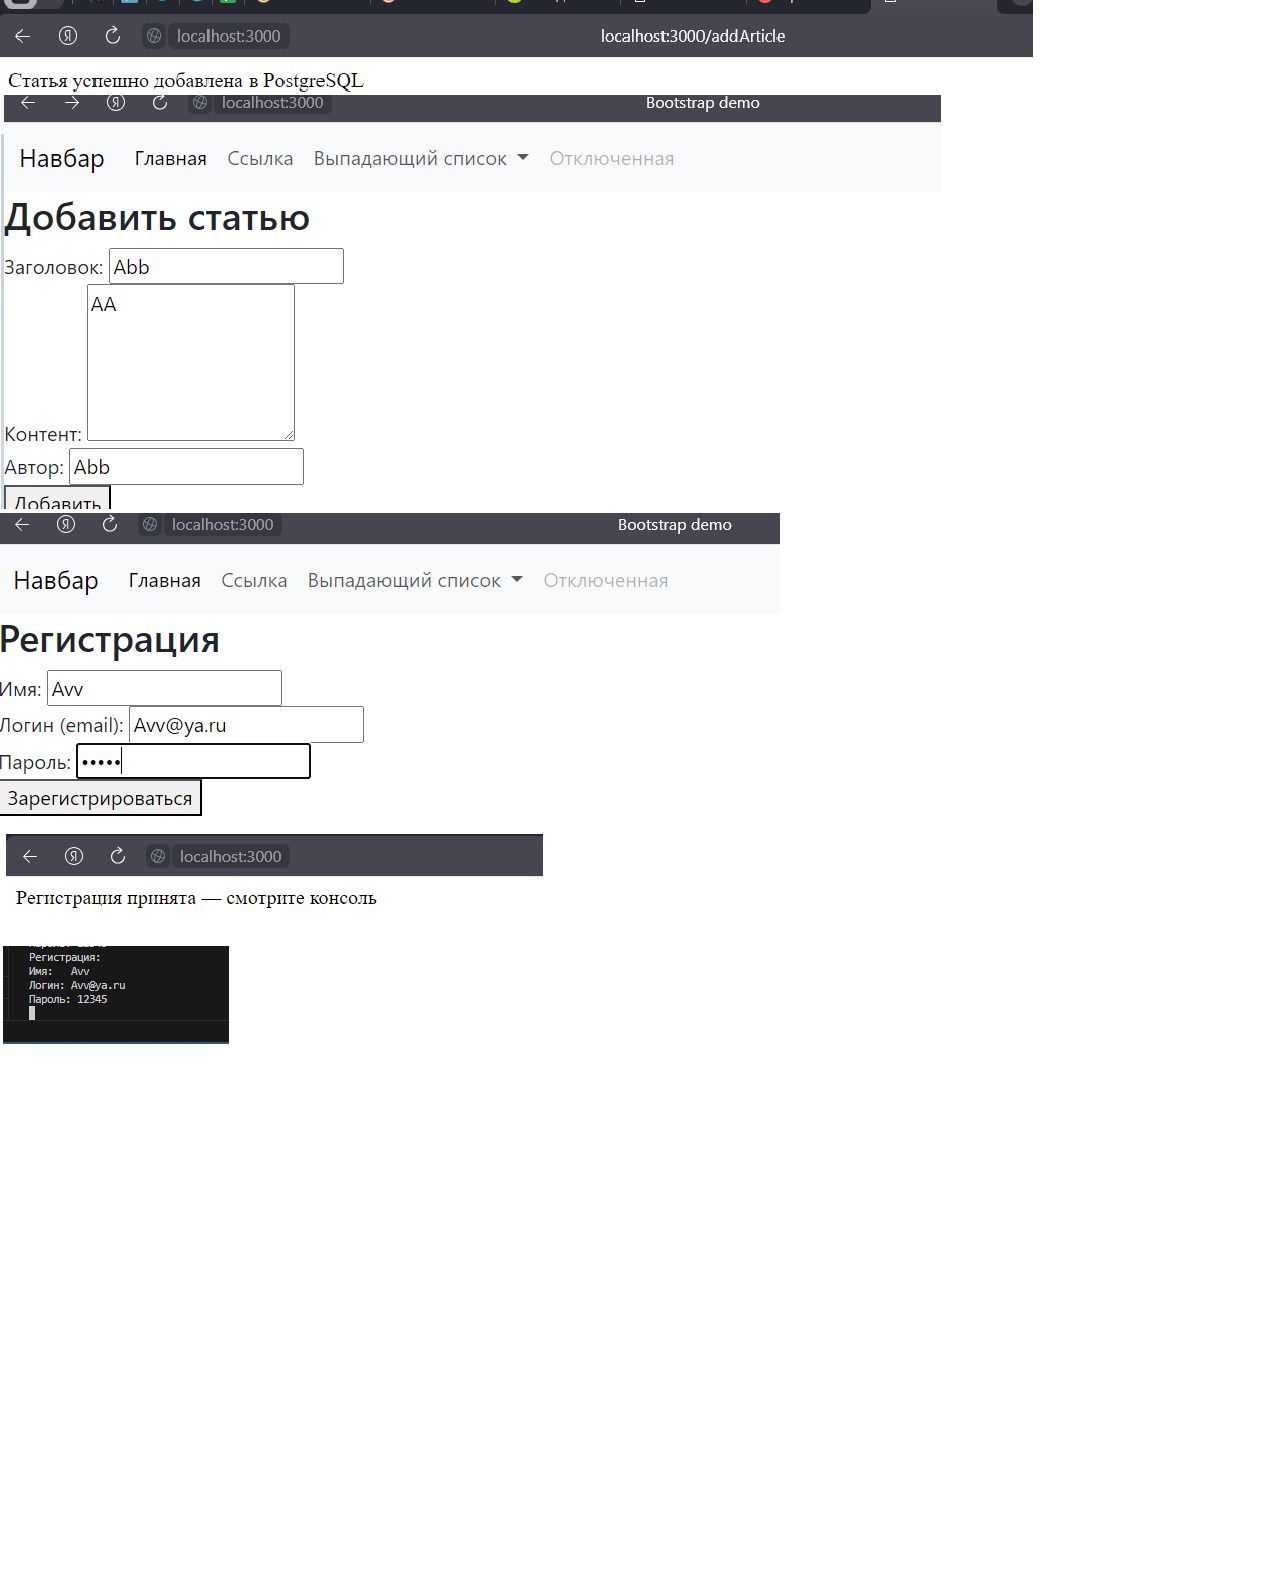 localhost:3000 localhost:3000/addArticle
Статья успешно добавлена в PostgreSQL
localhost:3000 Bootstrap demo
Навбар Главная Ссылка Выпадающий список Отключенная
Добавить статью
Заголовок: Abb
AA
Контент:
Автор: Abb
Добавить
localhost:3000 Bootstrap demo
Навбар Главная Ссылка Выпадающий список Отключенная
Регистрация
Имя: Avv
Логин (email): Avv@ya.ru
Пароль: •••••
Зарегистрироваться
localhost:3000
Регистрация принята — смотрите консоль
Регистрация:
Имя: Avv
Логин: Avv@ya.ru
Пароль: 12345